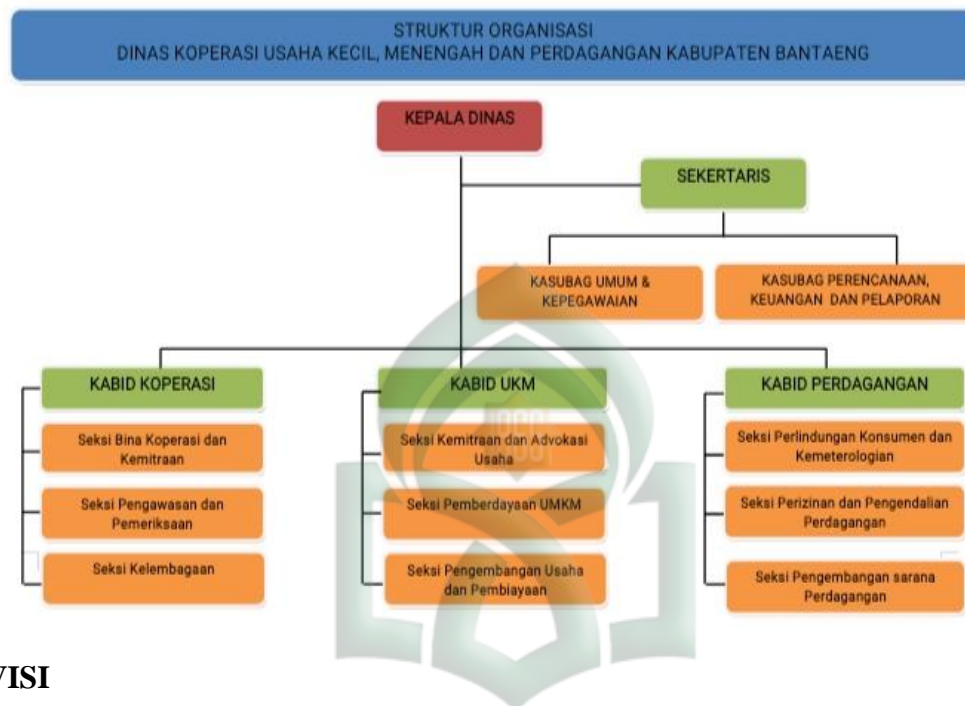 STRUKTUR ORGANISASI
DINAS KOPERASI USAHA KECIL, MENENGAH DAN PERDAGANGAN KABUPATEN BANTAENG
KEPALA DINAS
SEKERTARIS
KASUBAG UMUM &
KEPEGAWAIAN
KASUBAG PERENCANAAN,
KEUANGAN DAN PELAPORAN
KABID KOPERASI
Seksi Bina Koperasi dan
Kemitraan
Seksi Pengawasan dan
Pemeriksaan
Seksi Kelembagaan
KABID UKM
Seksi Kemitraan dan Advokasi
Usaha
Seksi Pemberdayaan UMKM
Seksi Pengembangan Usaha
dan Pembiayaan
KABID PERDAGANGAN
Seksi Perlindungan Konsumen dan
Kemeterologian
Seksi Perizinan dan Pengendalian
Perdagangan
Seksi Pengembangan sarana
Perdagangan
VISI